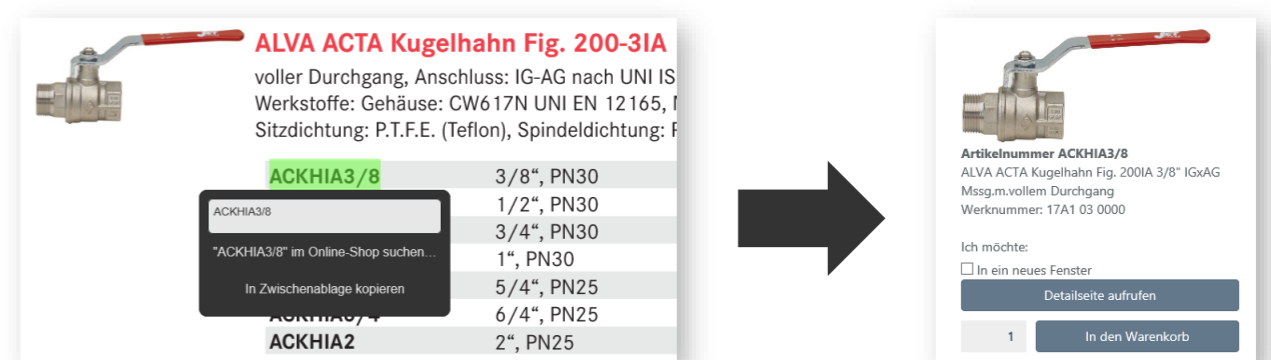 ALVA ACTA Kugelhahn Fig. 200-3IA
voller Durchgang, Anschluss: IG-AG nach UNI IS
Werkstoffe: Gehäuse: CW617N UNI EN 12165,
Sitzdichtung: P.T.F.E. (Teflon), Spindeldichtung:
ACKHIA3/8 3/8“, PN30
1/2“, PN30
3/4“, PN30
1“, PN30
5/4“, PN25
6/4“, PN25
ACKHIA2 2“, PN25
ACKHIA3/8
"ACKHIA3/8" im Online-Shop suchen...
In Zwischenablage kopieren
Artikelnummer ACKHIA3/8
ALVA ACTA Kugelhahn Fig. 200IA 3/8" IGxAG
Mssg.m.vollem Durchgang
Werknummer: 17A1 03 0000
Ich möchte:
In ein neues Fenster
Detailseite aufrufen
1 In den Warenkorb